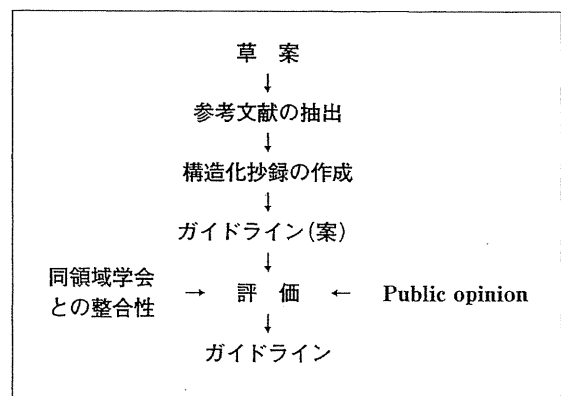 草 案
↓
参考文献の抽出
↓
構造化抄録の作成
↓
ガイドライン(案)
↓
同領域学会
との整合性
→ 評 価 ← Public opinion
↓
ガイドライン